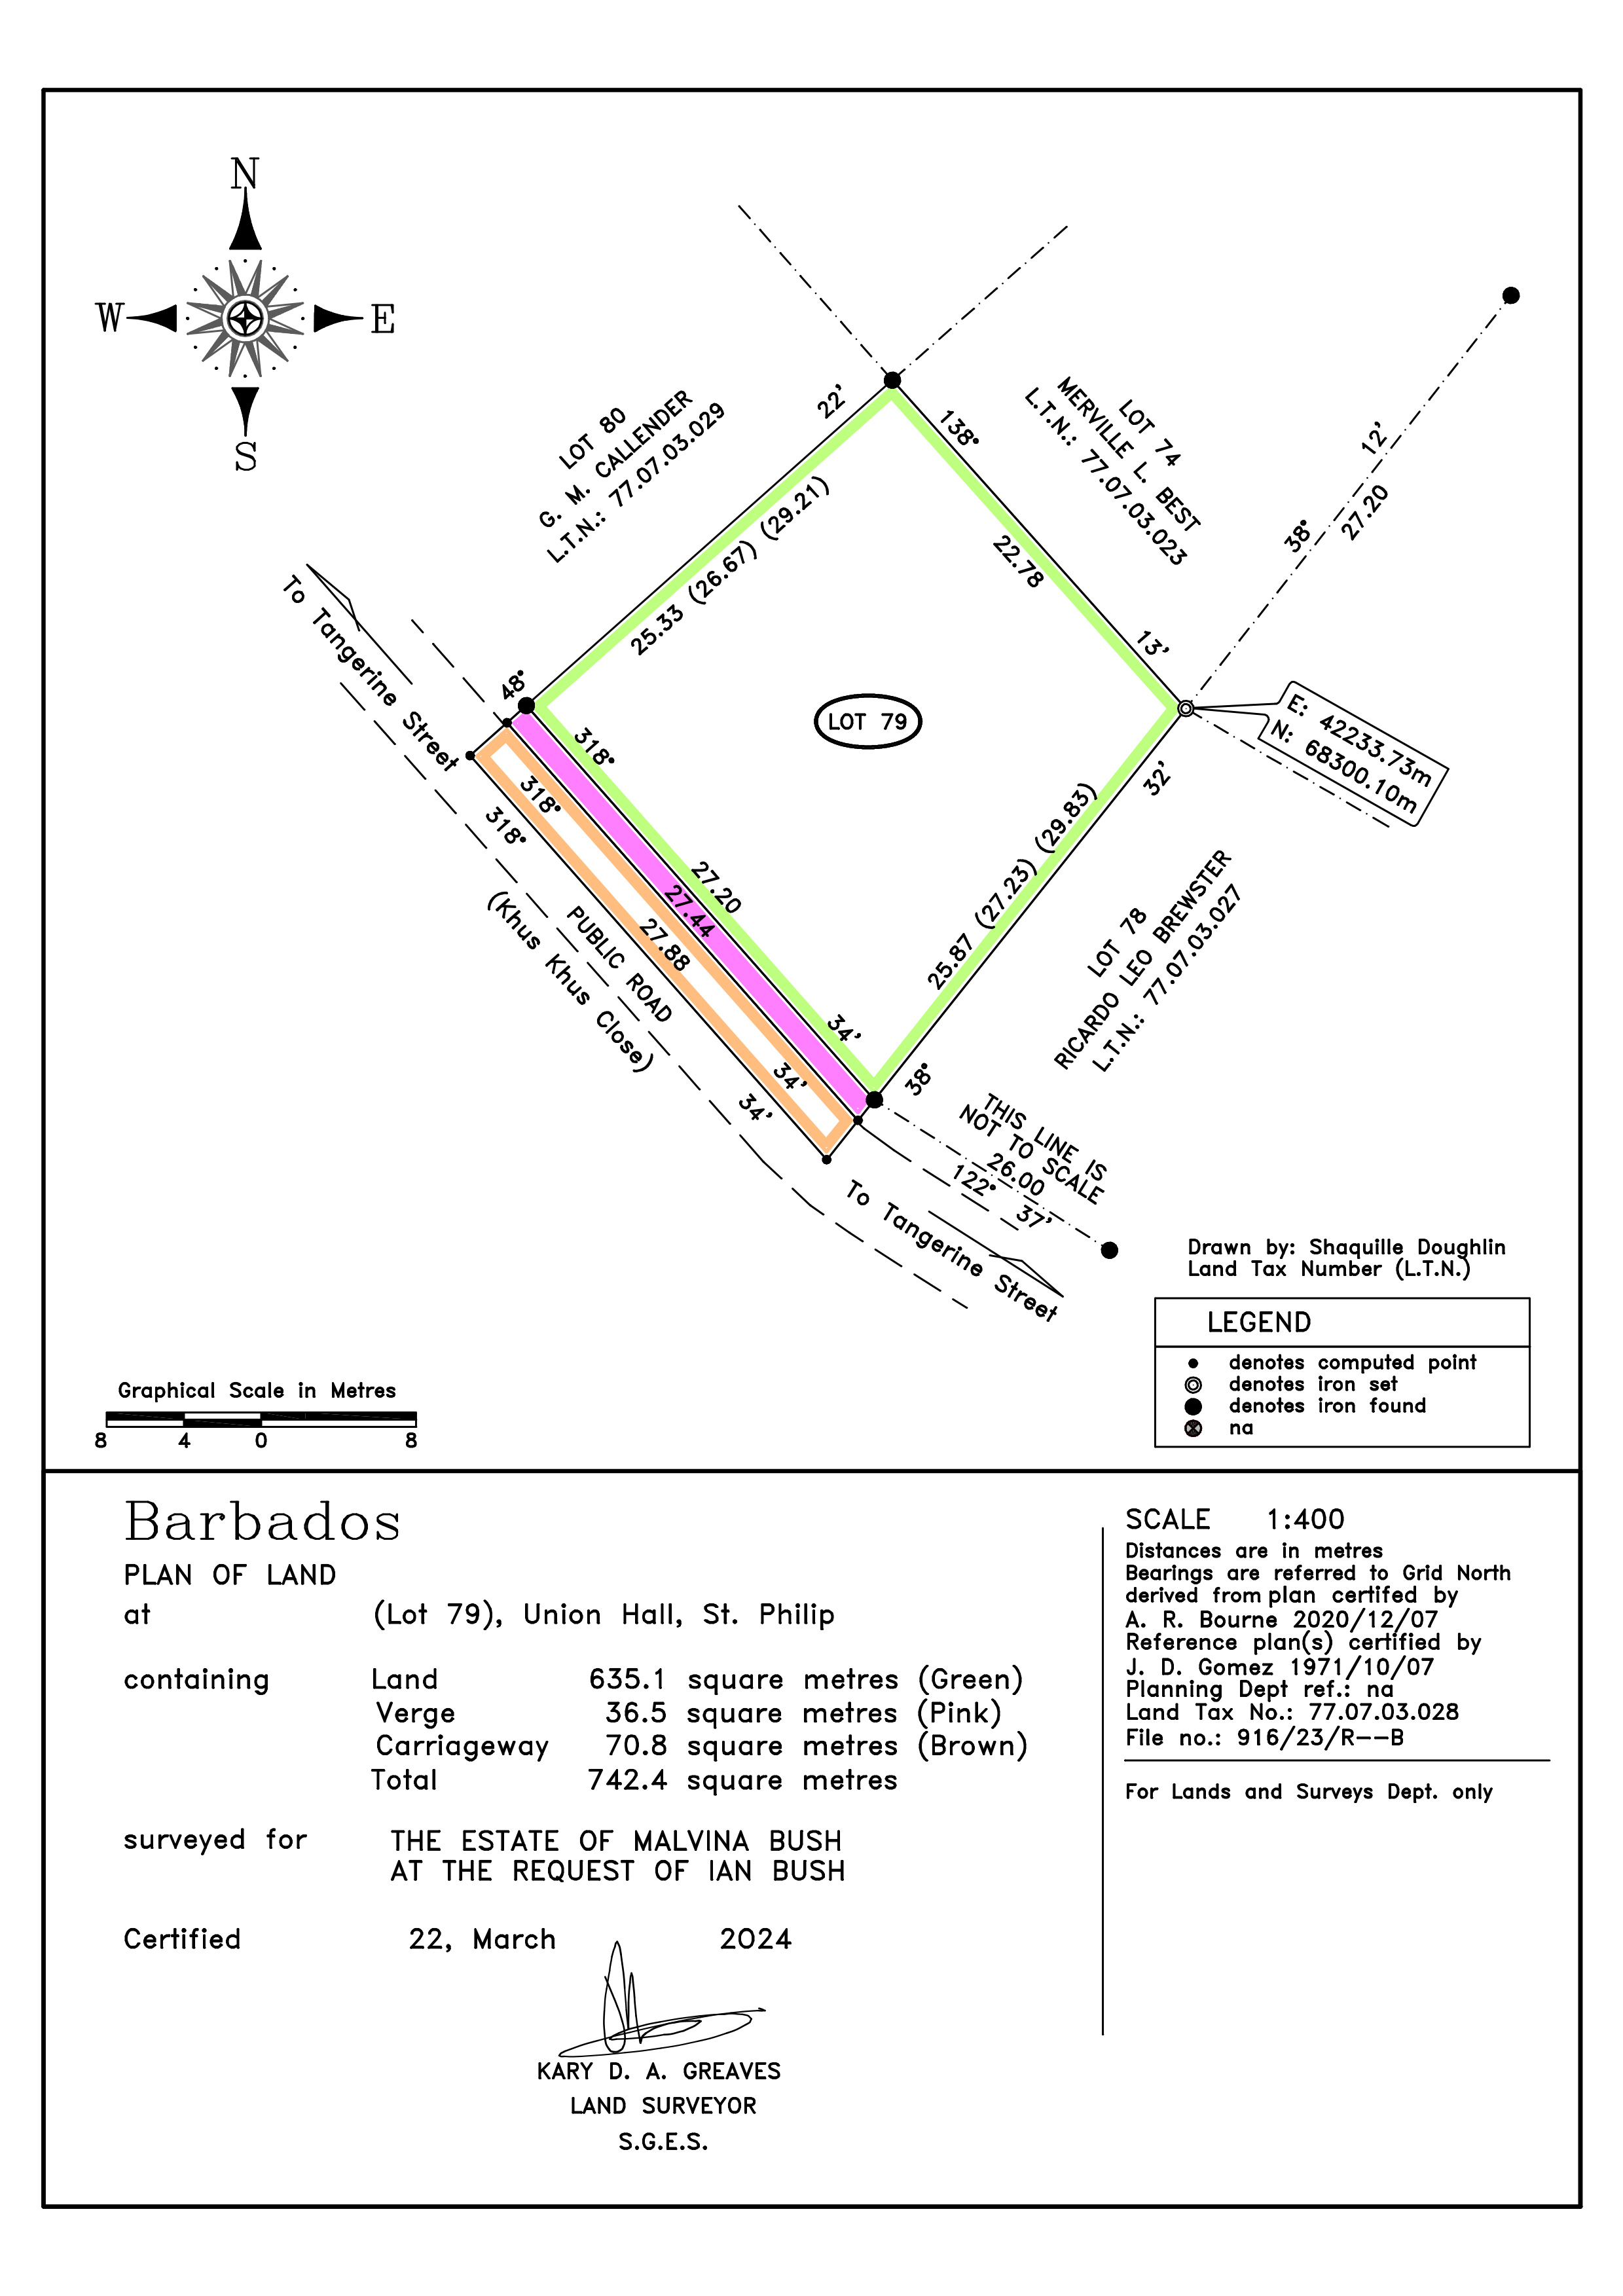 N
W
E
S
LOT 80
G. M. CALLENDER
L.T.N.: 77.07.03.029
22'
138°
LOT 74
MERVILLE L. BEST
L.T.N.: 77.07.03.023
12'
38°
27.20
22.78
13'
25.33 (26.67) (29.21)
48°
To Tangerine Street
LOT 79
E: 42233.73m
N: 68300.10m
32'
318°
318°
318°
25.87 (27.23) (29.83)
27.20
27.44
27.88
LOT 78
RICARDO LEO BREWSTER
L.T.N.: 77.07.03.027
PUBLIC ROAD
(Khus Khus Close)
34'
34'
34'
38°
THIS LINE IS
NOT TO SCALE
26.00
122°
37'
To Tangerine Street
Drawn by: Shaquille Doughlin
Land Tax Number (L.T.N.)
LEGEND
denotes computed point
denotes iron set
denotes iron found
na
Graphical Scale in Metres
8 4 0 8
Barbados
PLAN OF LAND
at (Lot 79), Union Hall, St. Philip
containing Land 635.1 square metres (Green)
Verge 36.5 square metres (Pink)
Carriageway 70.8 square metres (Brown)
Total 742.4 square metres
surveyed for THE ESTATE OF MALVINA BUSH
AT THE REQUEST OF IAN BUSH
Certified 22, March 2024
KARY D. A. GREAVES
LAND SURVEYOR
S.G.E.S.
SCALE 1:400
Distances are in metres
Bearings are referred to Grid North
derived from plan certifed by
A. R. Bourne 2020/12/07
Reference plan(s) certified by
J. D. Gomez 1971/10/07
Planning Dept ref.: na
Land Tax No.: 77.07.03.028
File no.: 916/23/R--B
For Lands and Surveys Dept. only